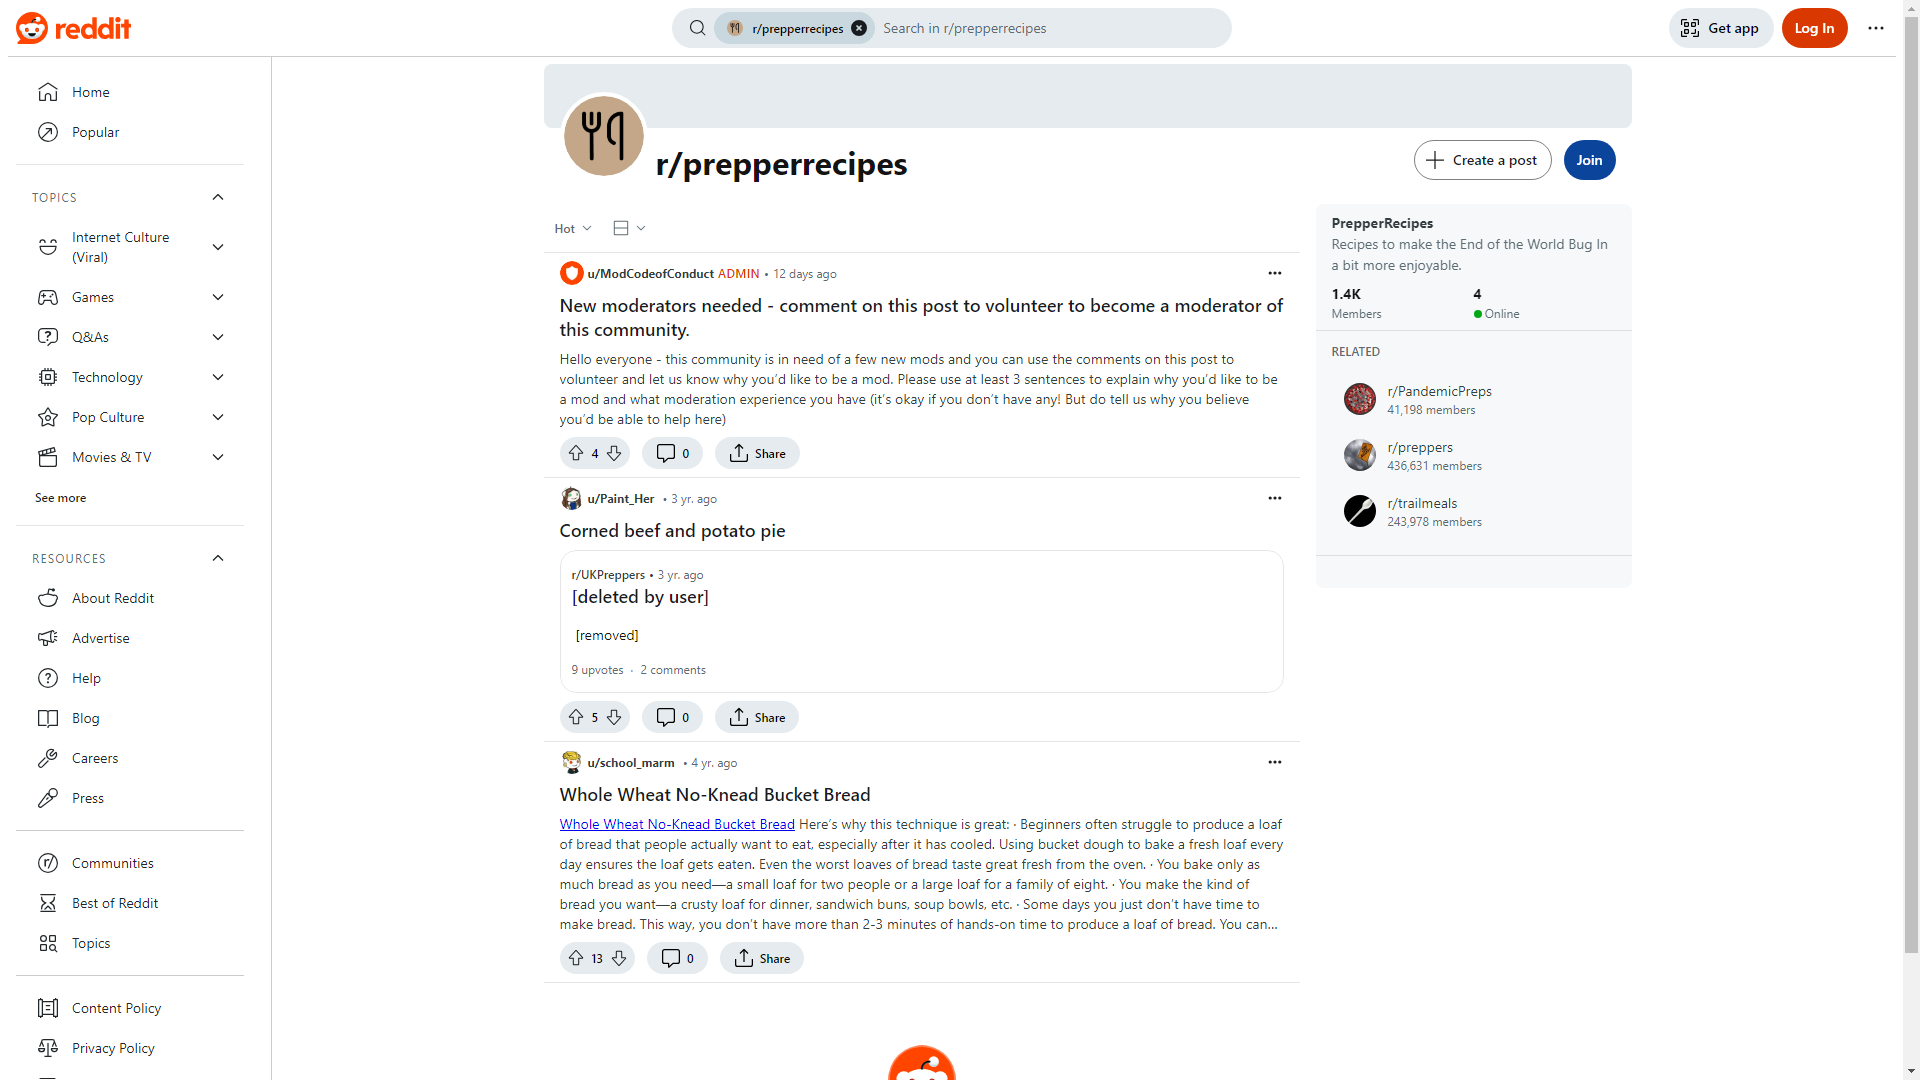 reddit
r/prepperrecipes
Search in r/prepperrecipes
Get app
Log In
Home
Popular
TOPICS
Internet Culture
(Viral)
Games
Q&As
Technology
Pop Culture
Movies & TV
See more
RESOURCES
About Reddit
Advertise
Help
Blog
Careers
Press
Communities
Best of Reddit
Topics
Content Policy
Privacy Policy
r/prepperrecipes
Create a post
Join
Hot
u/ModCodeofConduct ADMIN • 12 days ago
New moderators needed - comment on this post to volunteer to become a moderator of
this community.
Hello everyone - this community is in need of a few new mods and you can use the comments on this post to
volunteer and let us know why you’d like to be a mod. Please use at least 3 sentences to explain why you’d like to be
a mod and what moderation experience you have (it’s okay if you don’t have any! But do tell us why you believe
you’d be able to help here)
4
0
Share
u/Paint_Her • 3 yr. ago
Corned beef and potato pie
r/UKPreppers • 3 yr. ago
[deleted by user]
[removed]
9 upvotes · 2 comments
5
0
Share
u/school_marm • 4 yr. ago
Whole Wheat No-Knead Bucket Bread
Whole Wheat No-Knead Bucket Bread Here’s why this technique is great: · Beginners often struggle to produce a loaf
of bread that people actually want to eat, especially after it has cooled. Using bucket dough to bake a fresh loaf every
day ensures the loaf gets eaten. Even the worst loaves of bread taste great fresh from the oven. · You bake only as
much bread as you need—a small loaf for two people or a large loaf for a family of eight. · You make the kind of
bread you want—a crusty loaf for dinner, sandwich buns, soup bowls, etc. · Some days you just don’t have time to
make bread. This way, you don’t have more than 2-3 minutes of hands-on time to produce a loaf of bread. You can...
13
0
Share
PrepperRecipes
Recipes to make the End of the World Bug In
a bit more enjoyable.
1.4K
Members
4
Online
RELATED
r/PandemicPreps
41,198 members
r/preppers
436,631 members
r/trailmeals
243,978 members